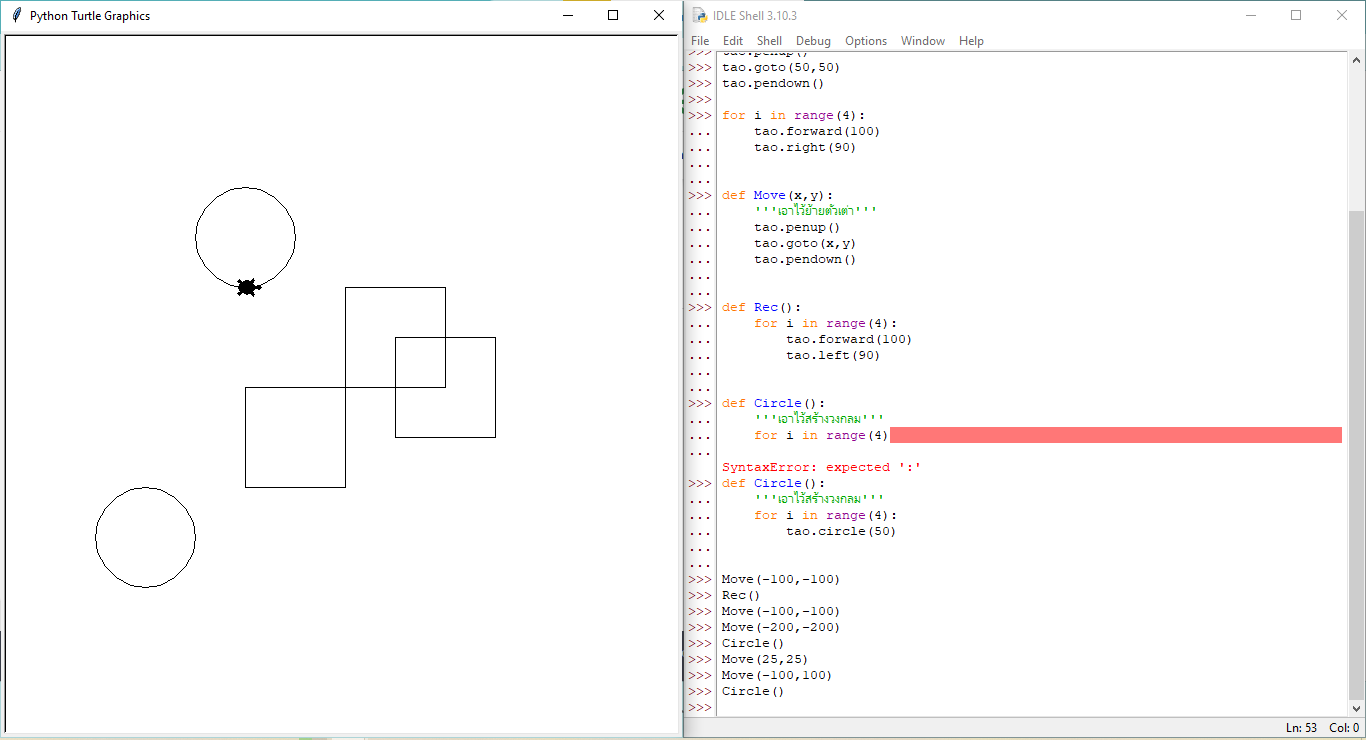 Python Turtle Graphics
IDLE Shell 3.10.3
File Edit Shell Debug Options Window Help
>>> tao.penup()
>>> tao.goto(50,50)
>>> tao.pendown()
>>>
>>> for i in range(4):
...     tao.forward(100)
...     tao.right(90)
...
...
>>> def Move(x,y):
...     '''เอาไว้ย้ายตัวเต่า'''
...     tao.penup()
...     tao.goto(x,y)
...     tao.pendown()
...
...
>>> def Rec():
...     for i in range(4):
...         tao.forward(100)
...         tao.left(90)
...
...
>>> def Circle():
...     '''เอาไว้สร้างวงกลม'''
...     for i in range(4)
...
SyntaxError: expected ':'
>>> def Circle():
...     '''เอาไว้สร้างวงกลม'''
...     for i in range(4):
...         tao.circle(50)
...
...
>>> Move(-100,-100)
>>> Rec()
>>> Move(-100,-100)
>>> Move(-200,-200)
>>> Circle()
>>> Move(25,25)
>>> Move(-100,100)
>>> Circle()
>>>
Ln: 53 Col: 0